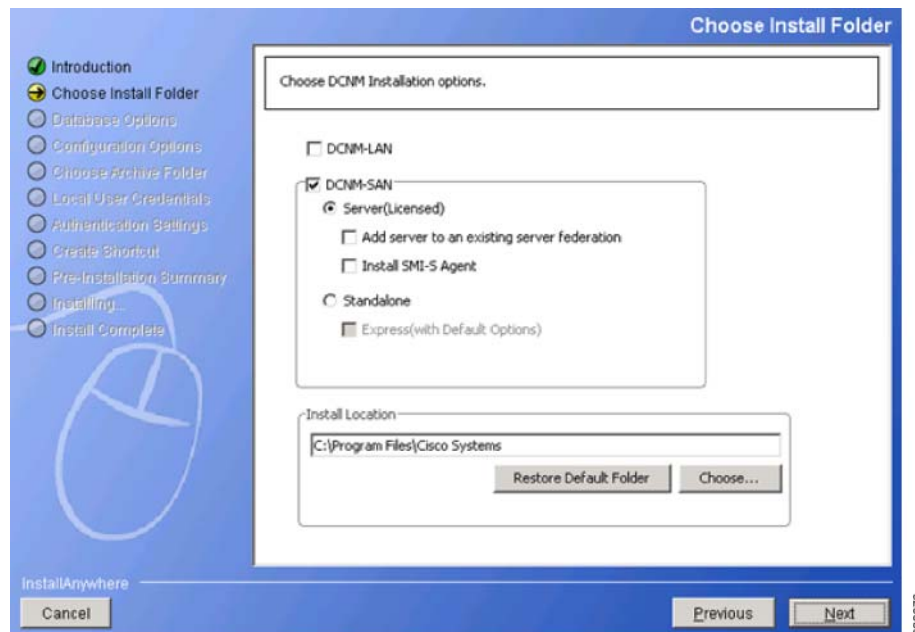 Choose Install Folder
Introduction
Choose Install Folder
Database Options
Configuration Options
Choose Archive Folder
Local User Credentials
Authentication Settings
Create Shortcut
Pre-Installation Summary
Installing...
Install Complete
Choose DCNM Installation options.
DCNM-LAN
DCNM-SAN
Server(Licensed)
Add server to an existing server federation
Install SMI-S Agent
Standalone
Express(with Default Options)
Install Location
C:\Program Files\Cisco Systems
Restore Default Folder
Choose...
InstallAnywhere
Cancel
Previous
Next